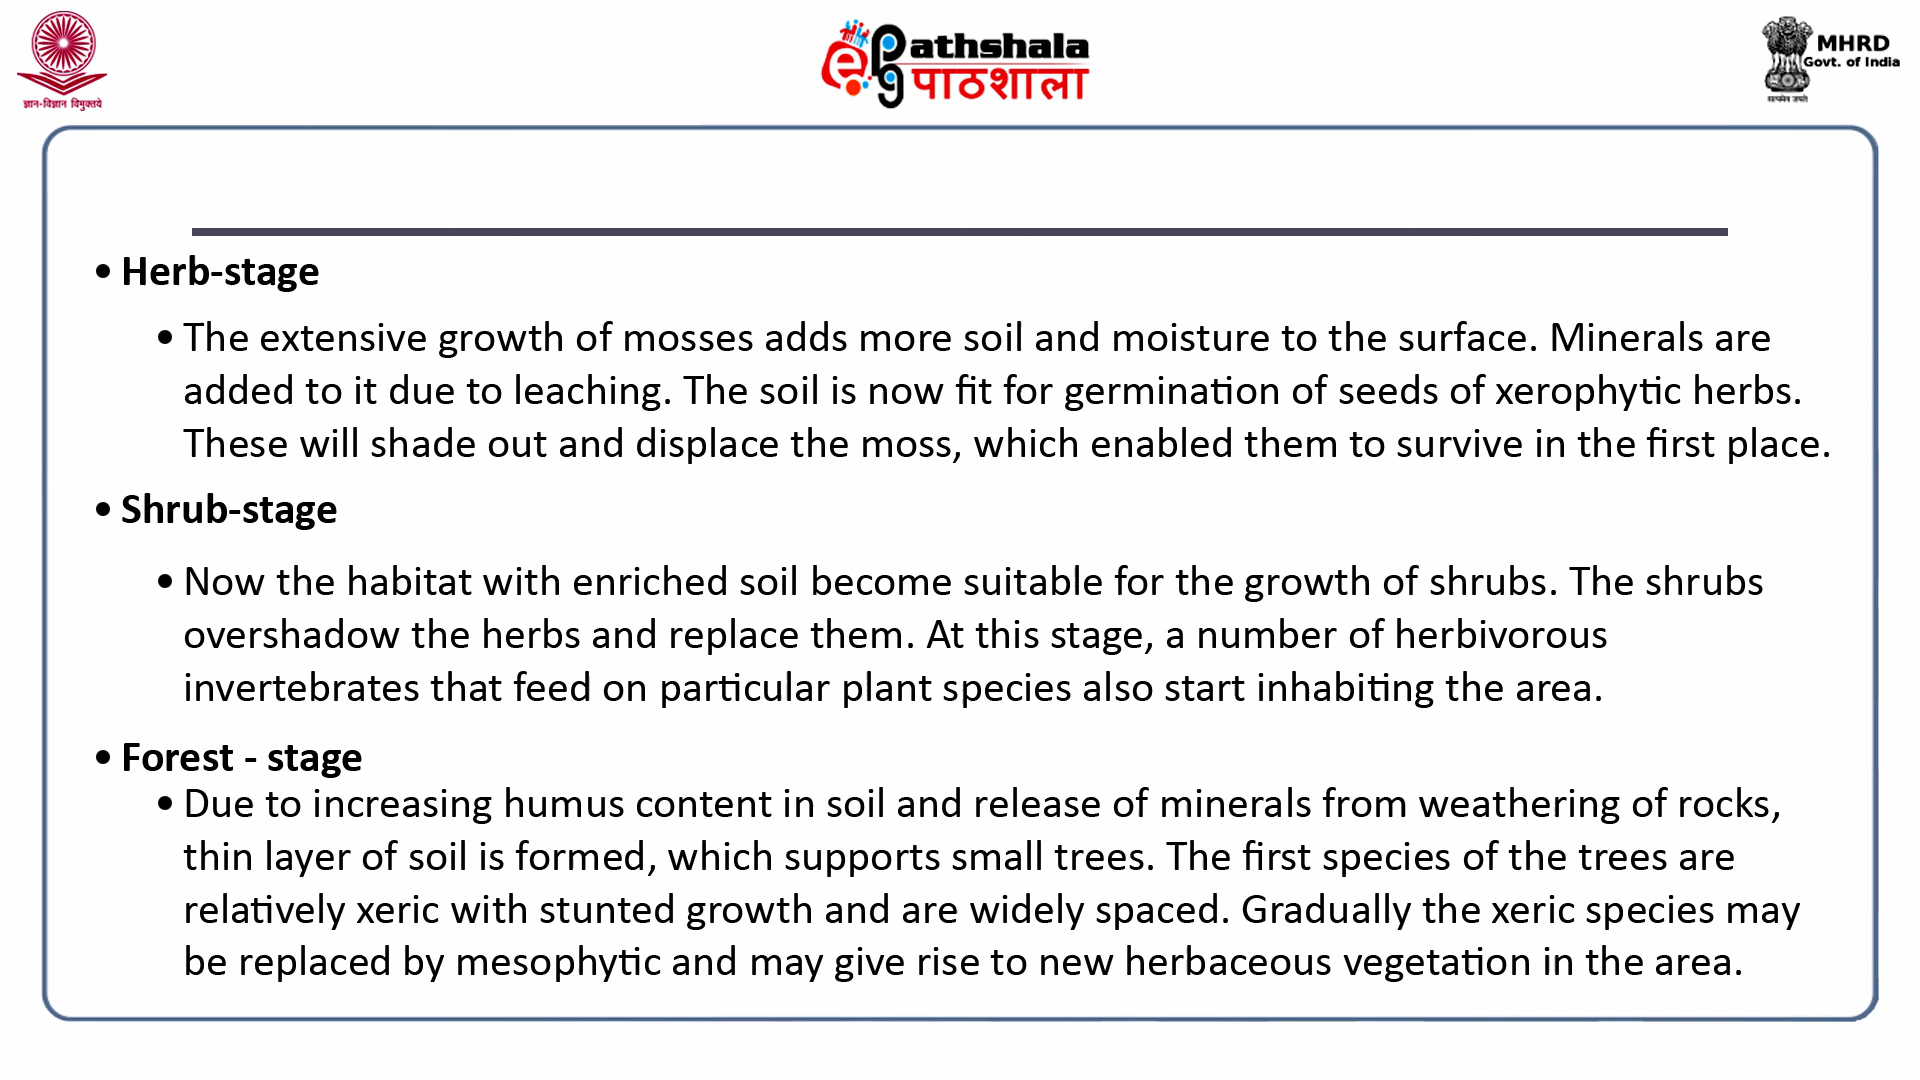 ज्ञान-विज्ञान विमुक्तये
ePg Pathshala
पाठशाला
MHRD
Govt. of India
सत्यमेव जयते
• Herb-stage
• The extensive growth of mosses adds more soil and moisture to the surface. Minerals are
added to it due to leaching. The soil is now fit for germination of seeds of xerophytic herbs.
These will shade out and displace the moss, which enabled them to survive in the first place.
• Shrub-stage
• Now the habitat with enriched soil become suitable for the growth of shrubs. The shrubs
overshadow the herbs and replace them. At this stage, a number of herbivorous
invertebrates that feed on particular plant species also start inhabiting the area.
• Forest - stage
• Due to increasing humus content in soil and release of minerals from weathering of rocks,
thin layer of soil is formed, which supports small trees. The first species of the trees are
relatively xeric with stunted growth and are widely spaced. Gradually the xeric species may
be replaced by mesophytic and may give rise to new herbaceous vegetation in the area.